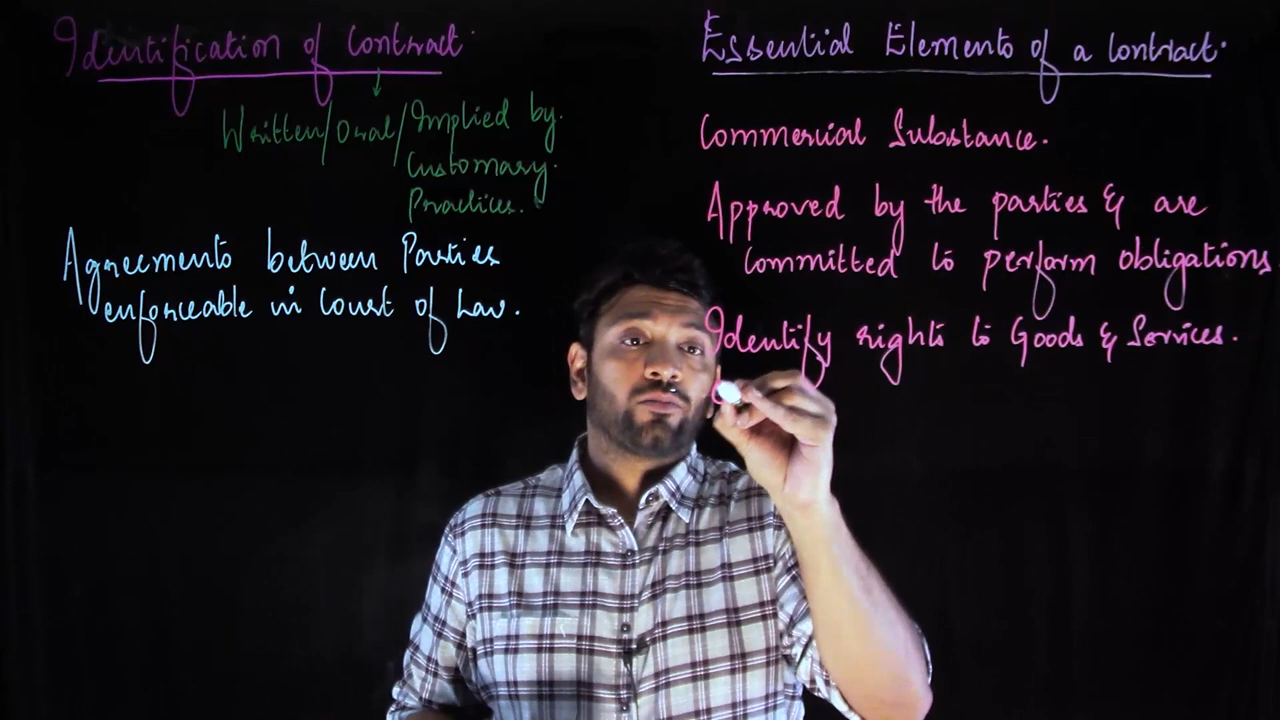 Identification of Contract.
Written/Oral/Implied by.
Customary.
Practices.
Agreements between Parties
enforceable in Court of Law.
Essential Elements of a Contract.
Commercial Substance.
Approved by the parties & are
Committed to perform obligations
Identify rights to Goods & Services.